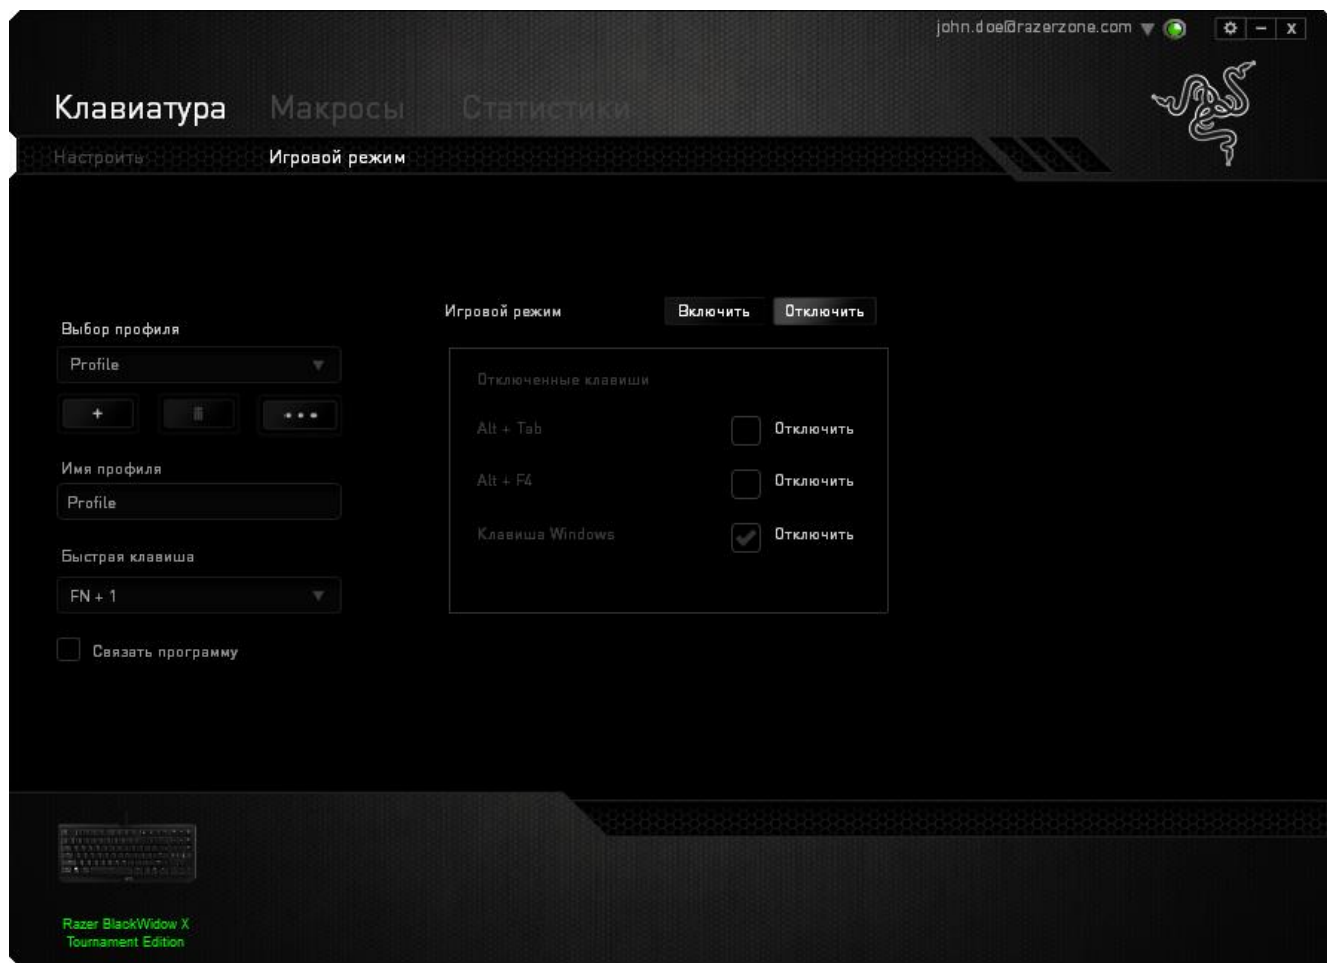 john.doe@razerzone.com
Клавиатура Макросы Статистики
Настроить Игровой режим
Игровой режим Включить Отключить
Выбор профиля
Profile
Отключенные клавиши
+
Alt + Tab Отключить
Имя профиля
Alt + F4 Отключить
Profile
Клавиша Windows Отключить
Быстрая клавиша
FN + 1
Связать программу
Razer BlackWidow X
Tournament Edition